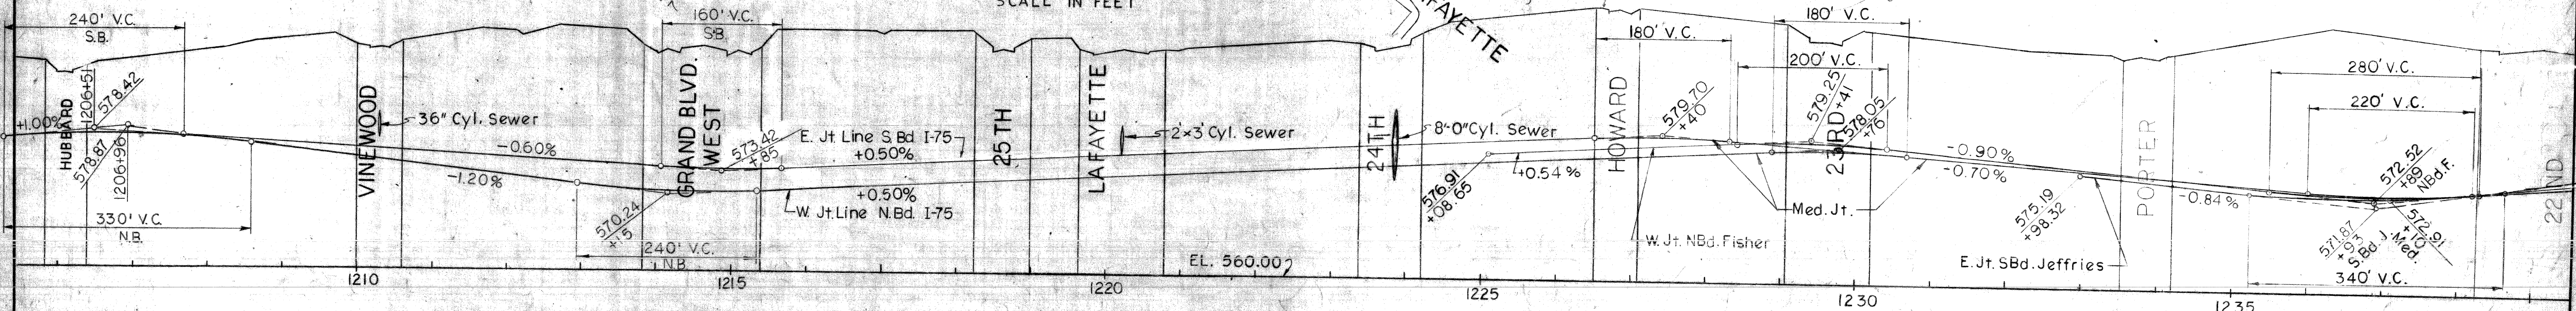 SCALE IN FEET
240' V.C.
S.B.
+1.00%
HUBBARD
1206+51
578.42
578.87
1206+96
330' V.C.
N.B.
VINEWOOD
36" Cyl. Sewer
-0.60%
-1.20%
160' V.C.
S.B.
GRAND BLVD.
WEST
573.42
+85
570.24
+15
240' V.C.
N.B.
E. Jt. Line S. Bd I-75
+0.50%
+0.50%
W. Jt. Line N.Bd. I-75
25TH
LAFAYETTE
2'x3' Cyl. Sewer
EL. 560.00
24TH
8'-0" Cyl. Sewer
LAFAYETTE
576.91
+08.65
+0.54%
180' V.C.
HOWARD
579.70
+40
W. Jt. NBd. Fisher
180' V.C.
200' V.C.
579.25
+41
23RD
578.05
+76
Med. Jt.
-0.90%
-0.70%
575.19
+98.32
E. Jt. SBd. Jeffries
PORTER
-0.84%
280' V.C.
220' V.C.
572.52
+89
NBd.F.
571.87
+93
S.Bd.J.
572.91
+10
Med.
340' V.C.
22ND
1210
1215
1220
1225
1230
1235